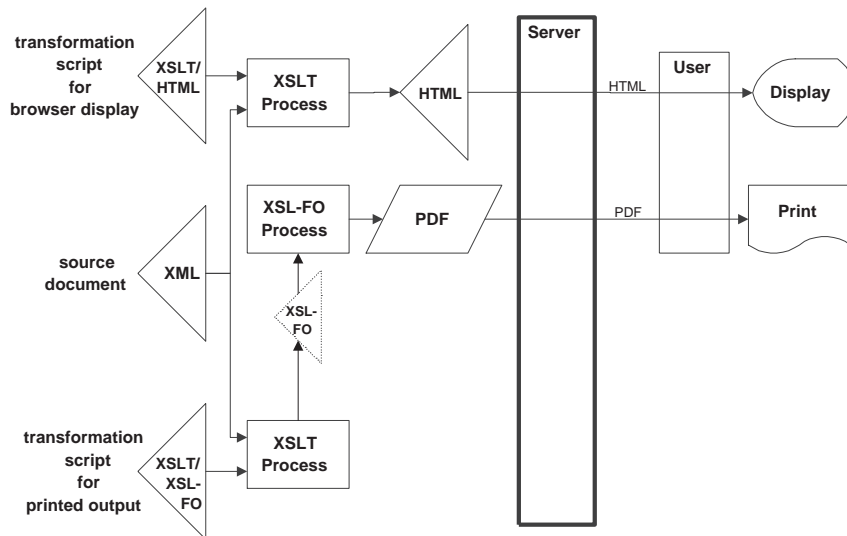 transformation
script
for
browser display
XSLT/
HTML
XSLT
Process
HTML
Server
HTML
User
Display
XSL-FO
Process
PDF
PDF
Print
source
document
XML
XSL-
FO
transformation
script
for
printed output
XSLT/
XSL-
FO
XSLT
Process